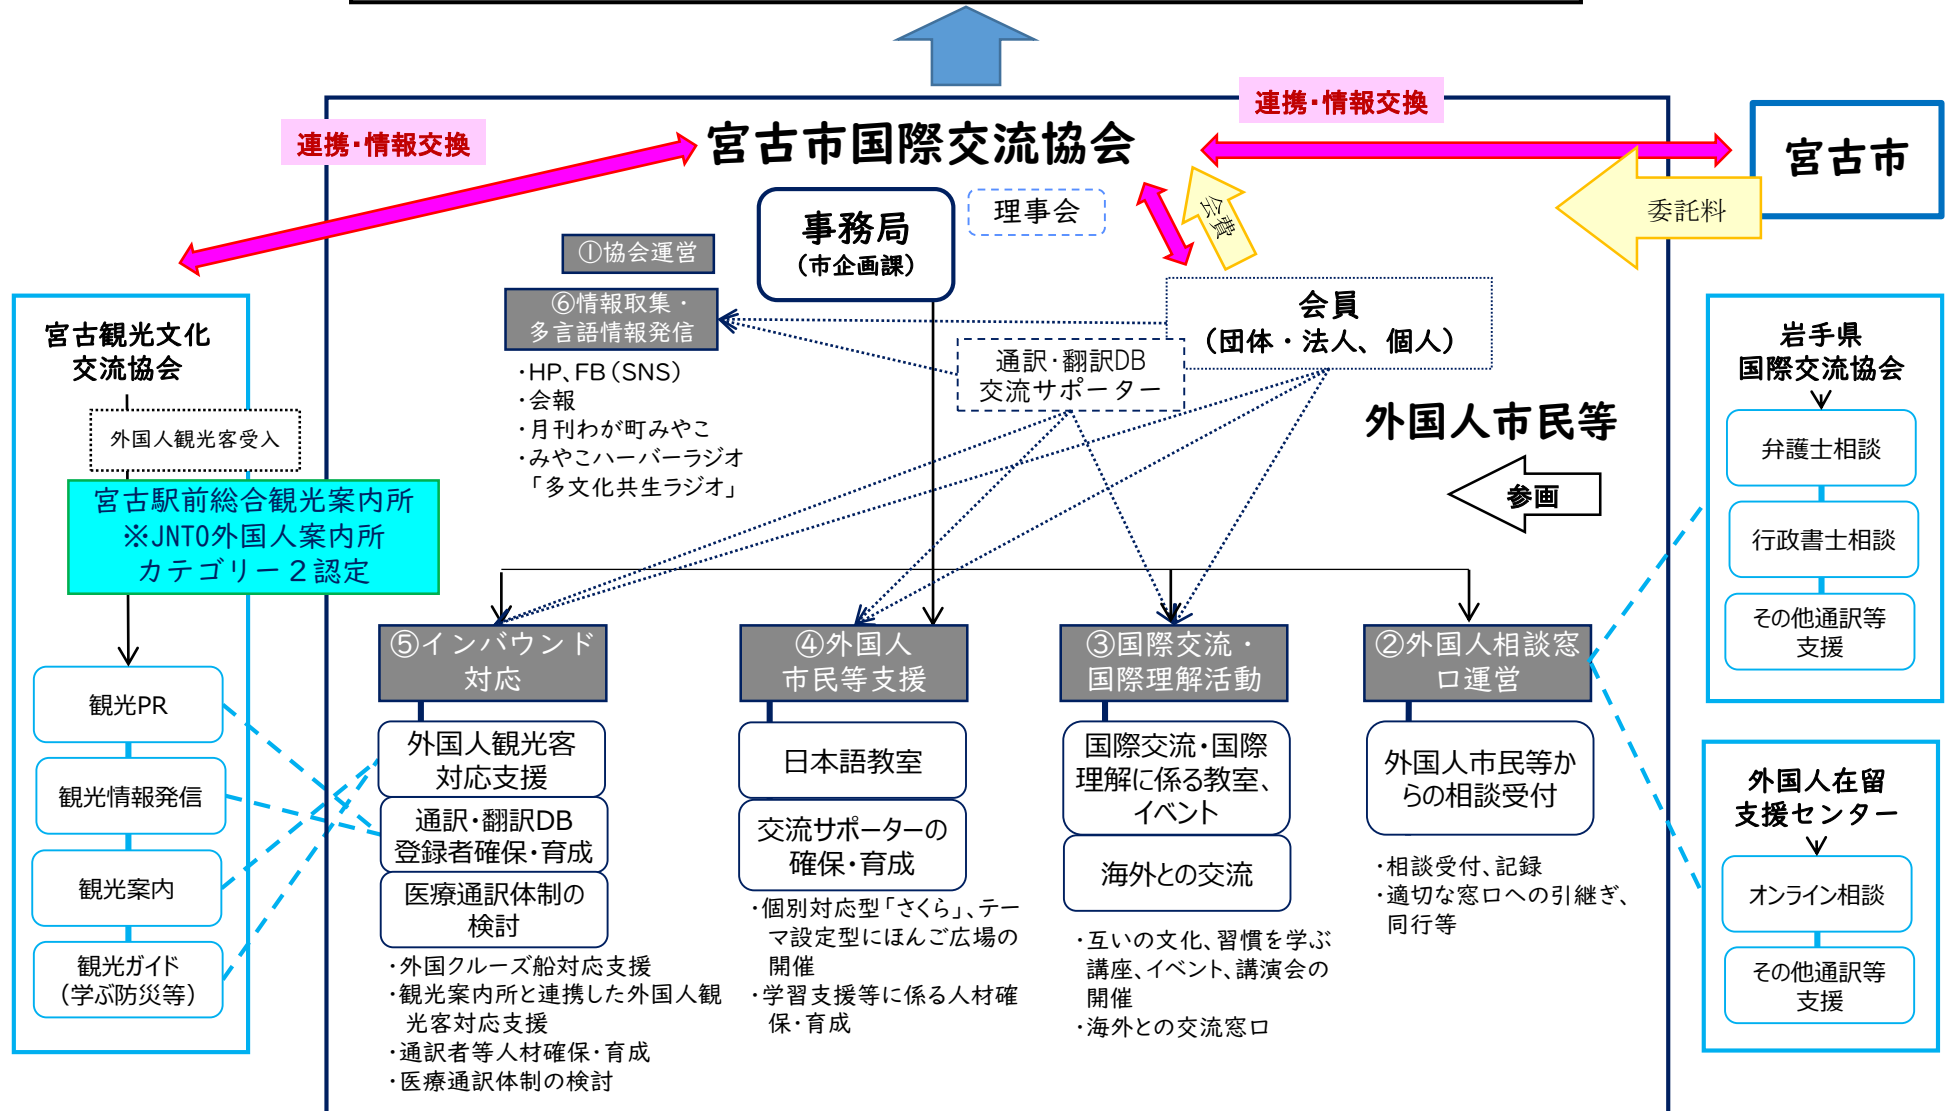 連携・情報交換
連携・情報交換
宮古市国際交流協会
宮古市
委託料
会費
事務局
(市企画課)
理事会
①協会運営
⑥情報取集・
多言語情報発信
・HP、FB(SNS)
・会報
・月刊わが町みやこ
・みやこハーバーラジオ
「多文化共生ラジオ」
会員
(団体・法人、個人)
通訳・翻訳DB
交流サポーター
外国人市民等
参画
宮古観光文化
交流協会
外国人観光客受入
宮古駅前総合観光案内所
※JNTO外国人案内所
カテゴリー2認定
観光PR
観光情報発信
観光案内
観光ガイド
(学ぶ防災等)
⑤インバウンド
対応
外国人観光客
対応支援
通訳・翻訳DB
登録者確保・育成
医療通訳体制の
検討
・外国クルーズ船対応支援
・観光案内所と連携した外国人観
光客対応支援
・通訳者等人材確保・育成
・医療通訳体制の検討
④外国人
市民等支援
日本語教室
交流サポーターの
確保・育成
・個別対応型「さくら」、テー
マ設定型にほんご広場の
開催
・学習支援等に係る人材確
保・育成
③国際交流・
国際理解活動
国際交流・国際
理解に係る教室、
イベント
海外との交流
・互いの文化、習慣を学ぶ
講座、イベント、講演会の
開催
・海外との交流窓口
②外国人相談窓
口運営
外国人市民等か
らの相談受付
・相談受付、記録
・適切な窓口への引継ぎ、
同行等
岩手県
国際交流協会
弁護士相談
行政書士相談
その他通訳等
支援
外国人在留
支援センター
オンライン相談
その他通訳等
支援